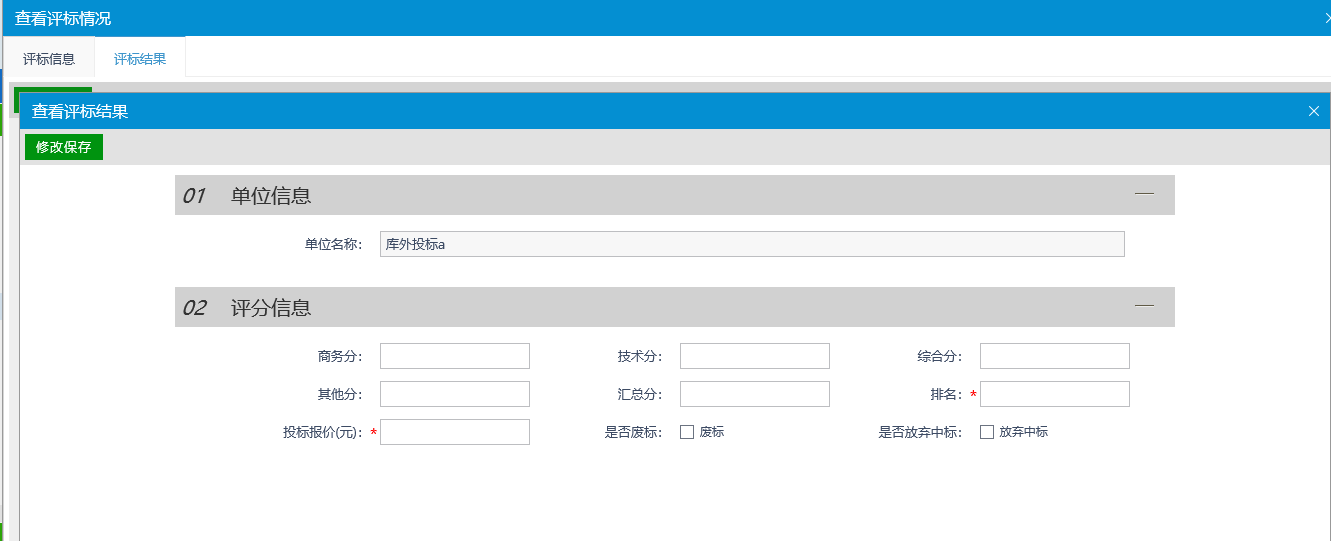 查看评标情况
评标信息 评标结果
查看评标结果
修改保存
01 单位信息
单位名称： 库外投标a
02 评分信息
商务分： 技术分： 综合分：
其他分： 汇总分： 排名： *
投标报价(元)： * 是否废标： 废标 是否放弃中标： 放弃中标